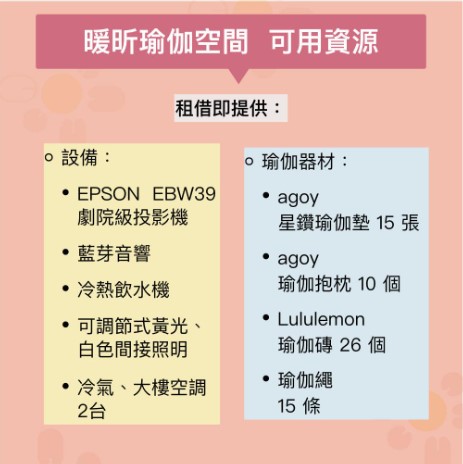 暖昕瑜伽空間 可用資源
租借即提供：
設備：
EPSON EBW39
劇院級投影機
藍芽音響
冷熱飲水機
可調節式黃光、
白色間接照明
冷氣、大樓空調
2台
瑜伽器材：
agoy
星鑽瑜伽墊 15 張
agoy
瑜伽抱枕 10 個
Lululemon
瑜伽磚 26 個
瑜伽繩
15 條